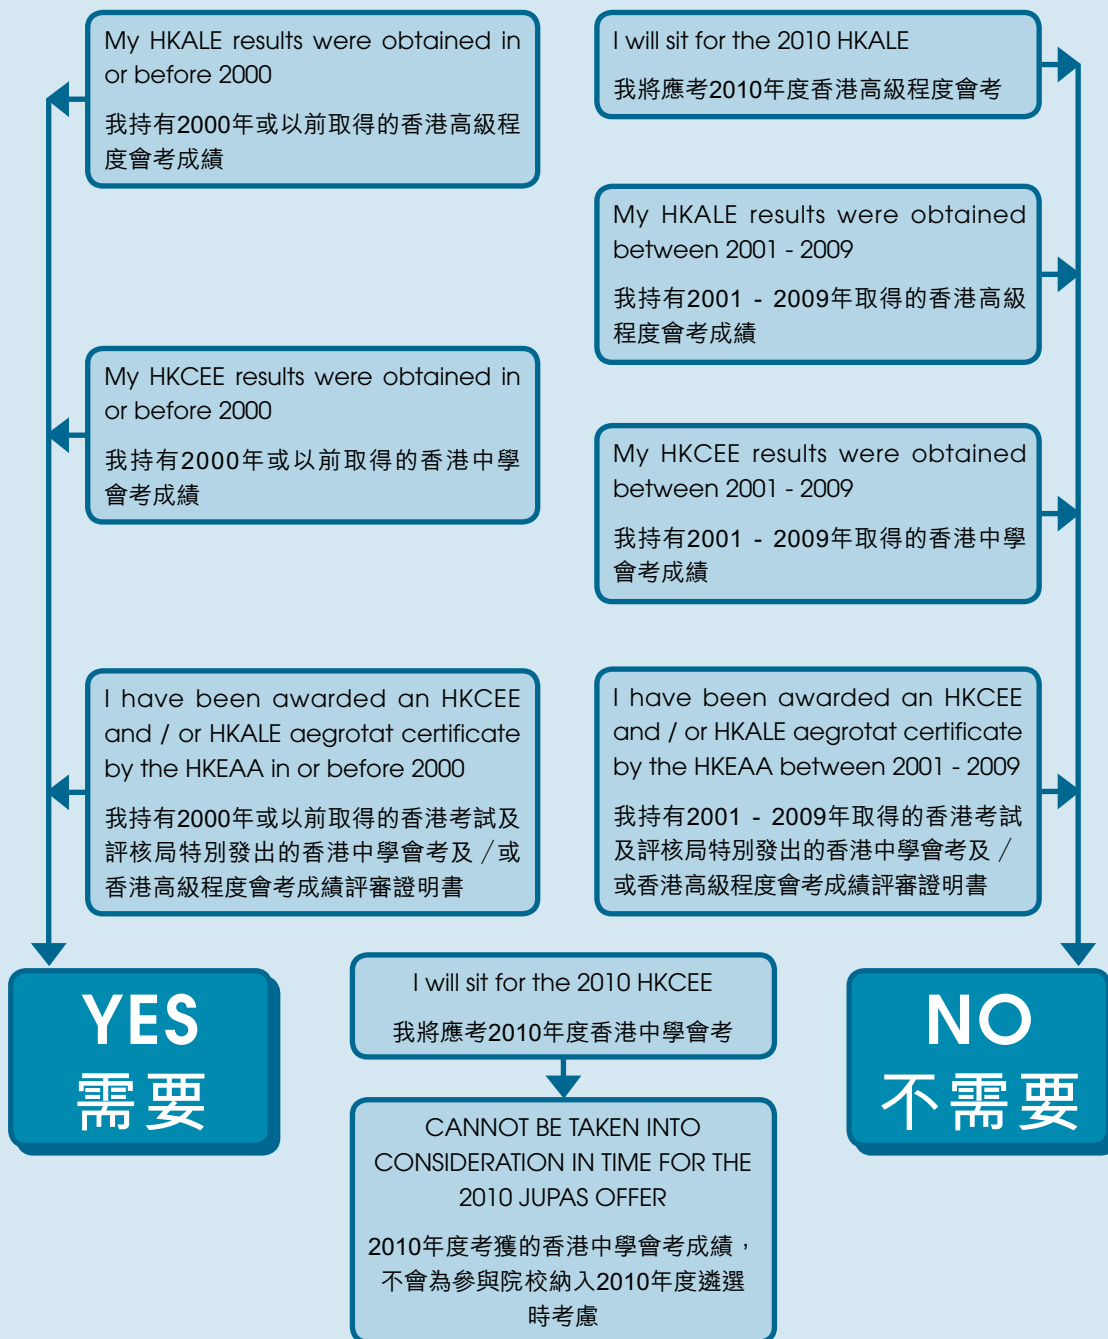 My HKALE results were obtained in
or before 2000
我持有2000年或以前取得的香港高級程
度會考成績
My HKCEE results were obtained in
or before 2000
我持有2000年或以前取得的香港中學
會考成績
I have been awarded an HKCEE
and / or HKALE aegrotat certificate
by the HKEAA in or before 2000
我持有2000年或以前取得的香港考試及
評核局特別發出的香港中學會考及／或
香港高級程度會考成績評審證明書
YES
需要
I will sit for the 2010 HKALE
我將應考2010年度香港高級程度會考
My HKALE results were obtained
between 2001 - 2009
我持有2001 - 2009年取得的香港高級
程度會考成績
My HKCEE results were obtained
between 2001 - 2009
我持有2001 - 2009年取得的香港中學
會考成績
I have been awarded an HKCEE
and / or HKALE aegrotat certificate
by the HKEAA between 2001 - 2009
我持有2001 - 2009年取得的香港考試
及評核局特別發出的香港中學會考及／
或香港高級程度會考成績評審證明書
NO
不需要
I will sit for the 2010 HKCEE
我將應考2010年度香港中學會考
CANNOT BE TAKEN INTO
CONSIDERATION IN TIME FOR THE
2010 JUPAS OFFER
2010年度考獲的香港中學會考成績，
不會為參與院校納入2010年度遴選
時考慮